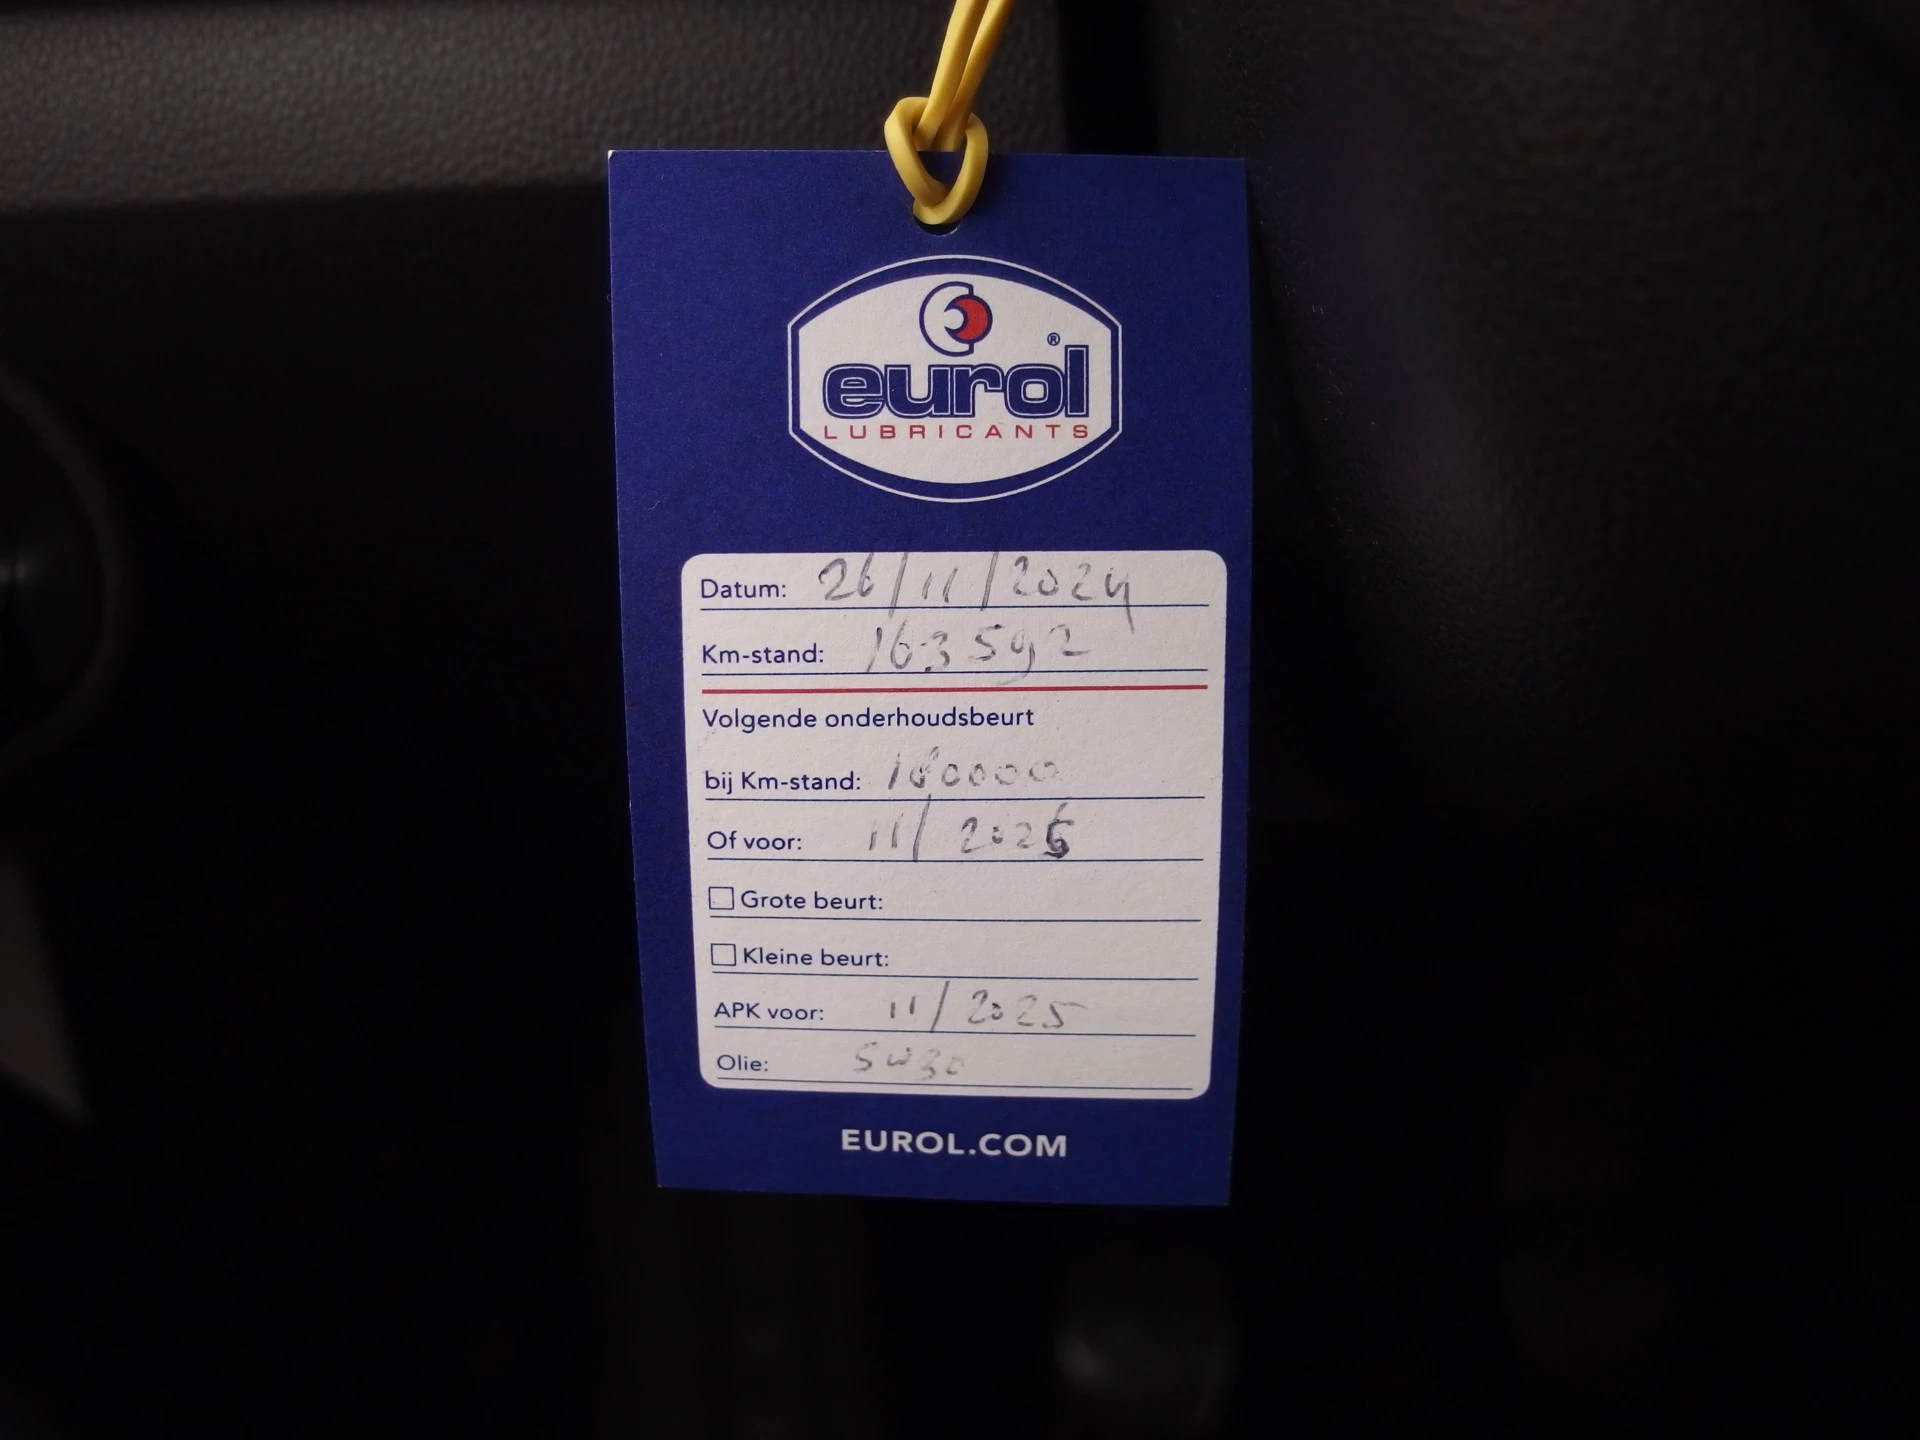 eurol®
LUBRICANTS
Datum: 26/11/2024
Km-stand: 163592
Volgende onderhoudsbeurt
bij Km-stand: 180000
Of voor: 11/
Grote beurt:
Kleine beurt:
APK voor: 11/2025
Olie: 5w30
EUROL.COM